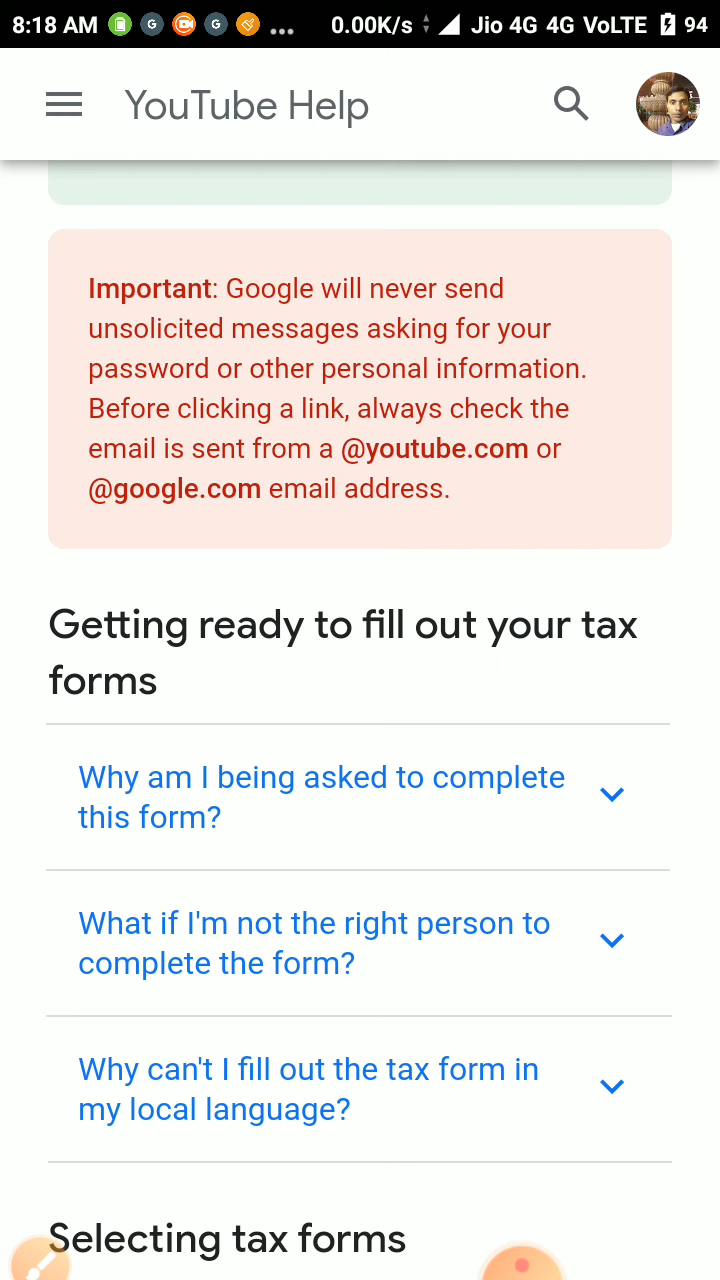 8:18 AM ... 0.00K/s Jio 4G 4G VoLTE 94
YouTube Help
Important: Google will never send
unsolicited messages asking for your
password or other personal information.
Before clicking a link, always check the
email is sent from a @youtube.com or
@google.com email address.
Getting ready to fill out your tax
forms
Why am I being asked to complete
this form?
What if I'm not the right person to
complete the form?
Why can't I fill out the tax form in
my local language?
Selecting tax forms